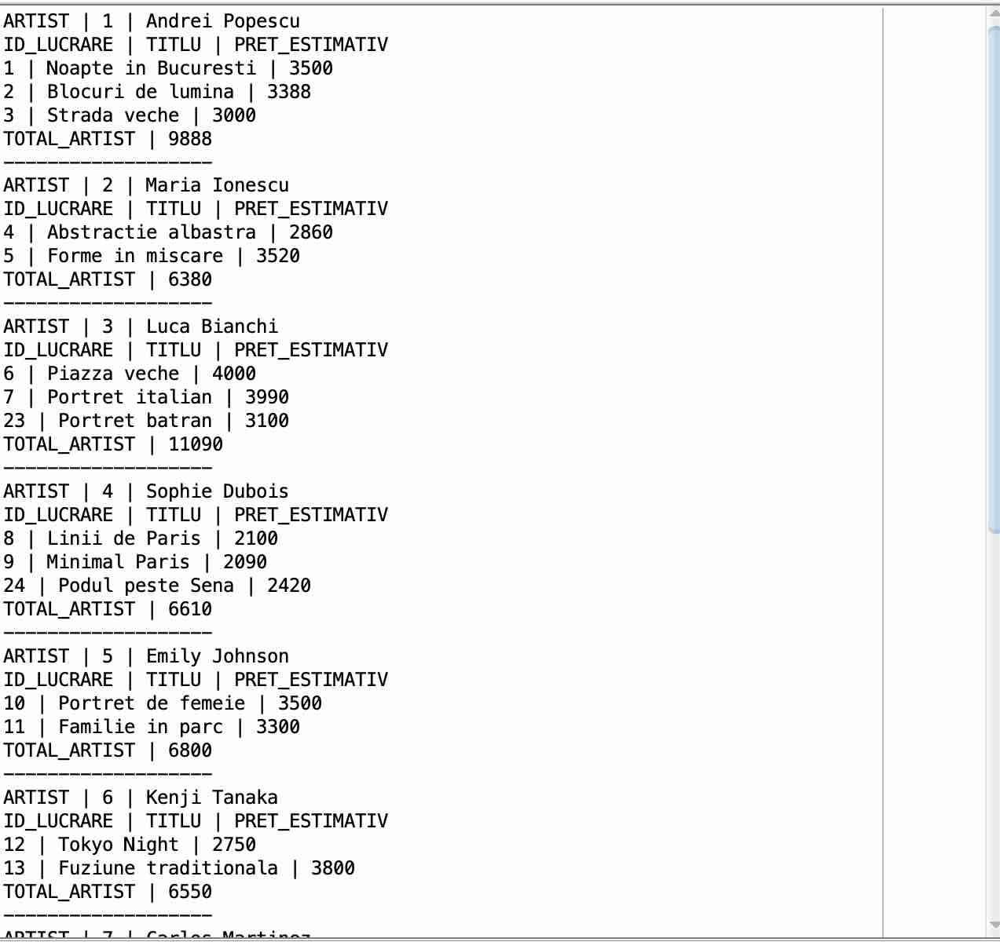 ARTIST | 1 | Andrei Popescu
ID_LUCRARE | TITLU | PRET_ESTIMATIV
1 | Noapte in Bucuresti | 3500
2 | Blocuri de lumina | 3388
3 | Strada veche | 3000
TOTAL_ARTIST | 9888
-------------------
ARTIST | 2 | Maria Ionescu
ID_LUCRARE | TITLU | PRET_ESTIMATIV
4 | Abstractie albastra | 2860
5 | Forme in miscare | 3520
TOTAL_ARTIST | 6380
-------------------
ARTIST | 3 | Luca Bianchi
ID_LUCRARE | TITLU | PRET_ESTIMATIV
6 | Piazza veche | 4000
7 | Portret italian | 3990
23 | Portret batran | 3100
TOTAL_ARTIST | 11090
-------------------
ARTIST | 4 | Sophie Dubois
ID_LUCRARE | TITLU | PRET_ESTIMATIV
8 | Linii de Paris | 2100
9 | Minimal Paris | 2090
24 | Podul peste Sena | 2420
TOTAL_ARTIST | 6610
-------------------
ARTIST | 5 | Emily Johnson
ID_LUCRARE | TITLU | PRET_ESTIMATIV
10 | Portret de femeie | 3500
11 | Familie in parc | 3300
TOTAL_ARTIST | 6800
-------------------
ARTIST | 6 | Kenji Tanaka
ID_LUCRARE | TITLU | PRET_ESTIMATIV
12 | Tokyo Night | 2750
13 | Fuziune traditionala | 3800
TOTAL_ARTIST | 6550
-------------------
ARTIST | 7 | Carlos Martinez